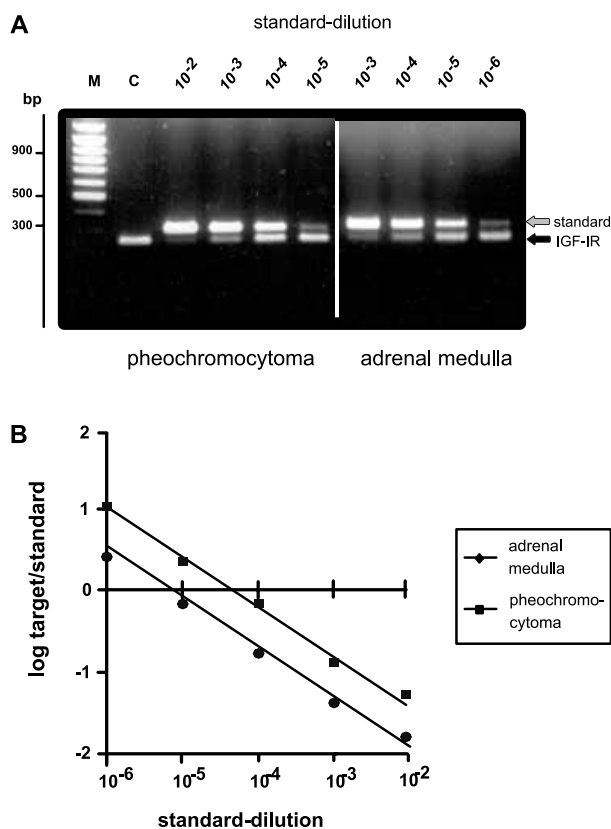 A
standard-dilution
M C 10-2 10-3 10-4 10-5 10-3 10-4 10-5 10-6
bp
900
500
300
standard
IGF-IR
pheochromocytoma adrenal medulla
B
2
1
0
-1
-2
log target/standard
10-6 10-5 10-4 10-3 10-2
standard-dilution
adrenal
medulla
pheochromo-
cytoma